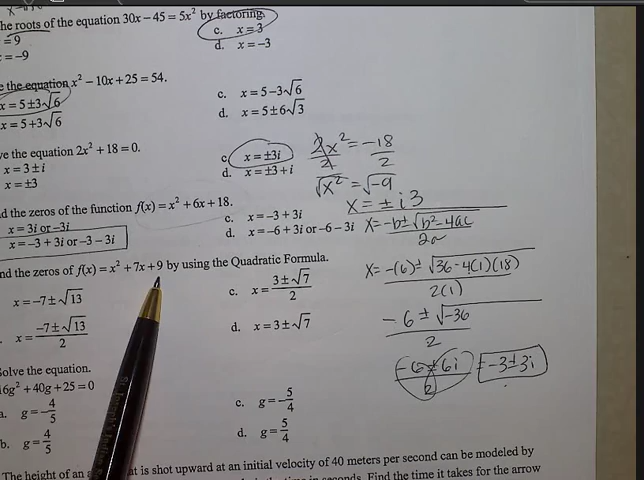 The roots of the equation 30x − 45 = 5x² by factoring.
= 9
c. x = 3
= −9
d. x = −3
the equation x² − 10x + 25 = 54.
x = 5 ± 3√6
c. x = 5 − 3√6
x = 5 + 3√6
d. x = 5 ± 6√3
ve the equation 2x² + 18 = 0.
x = 3 ± i
c. x = ±3i
x = ±3
d. x = ±3 + i
2x² = −18
2 2
√x² = √−9
x = ± i 3
nd the zeros of the function f(x) = x² + 6x + 18.
x = 3i or −3i
c. x = −3 + 3i
x = −3 + 3i or −3 − 3i
d. x = −6 + 3i or −6 − 3i
x = −b ± √b² − 4ac
2a
x = −(6) ± √36 − 4(1)(18)
2(1)
−6 ± √−36
2
−6 ± 6i
2
= −3 ± 3i
nd the zeros of f(x) = x² + 7x + 9 by using the Quadratic Formula.
x = −7 ± √13
c. x = 3 ± √7
2
x = −7 ± √13
2
d. x = 3 ± √7
Solve the equation.
16g² + 40g + 25 = 0
a. g = −4
5
c. g = −5
4
b. g = 4
5
d. g = 5
4
The height of an a at is shot upward at an initial velocity of 40 meters per second can be modeled by
in seconds. Find the time it takes for the arrow